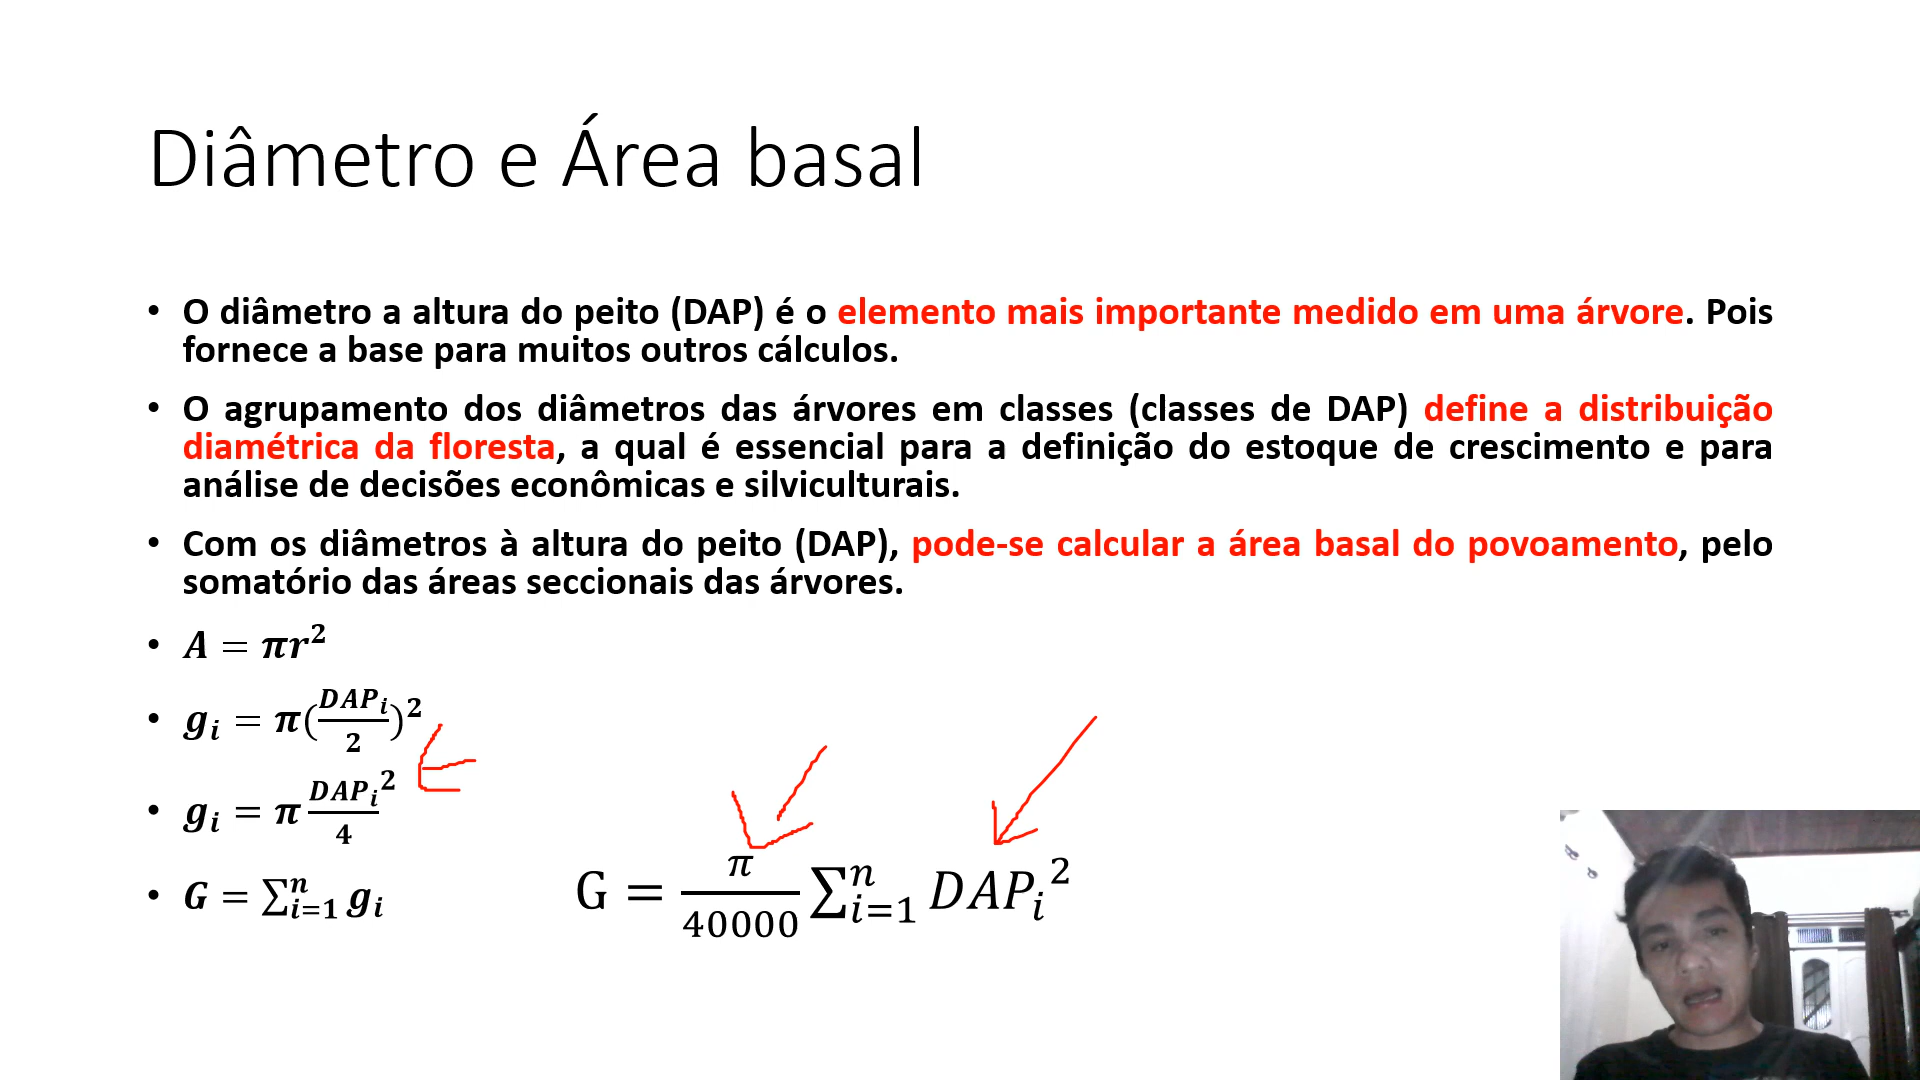 Diâmetro e Área basal
• O diâmetro a altura do peito (DAP) é o elemento mais importante medido em uma árvore. Pois
fornece a base para muitos outros cálculos.
• O agrupamento dos diâmetros das árvores em classes (classes de DAP) define a distribuição
diamétrica da floresta, a qual é essencial para a definição do estoque de crescimento e para
análise de decisões econômicas e silviculturais.
• Com os diâmetros à altura do peito (DAP), pode-se calcular a área basal do povoamento, pelo
somatório das áreas seccionais das árvores.
• A = πr²
• gᵢ = π(DAPᵢ/2)²
• gᵢ = π DAPᵢ²/4
• G = ∑ⁿᵢ₌₁ gᵢ
G = π/40000 ∑ⁿᵢ₌₁ DAPᵢ²